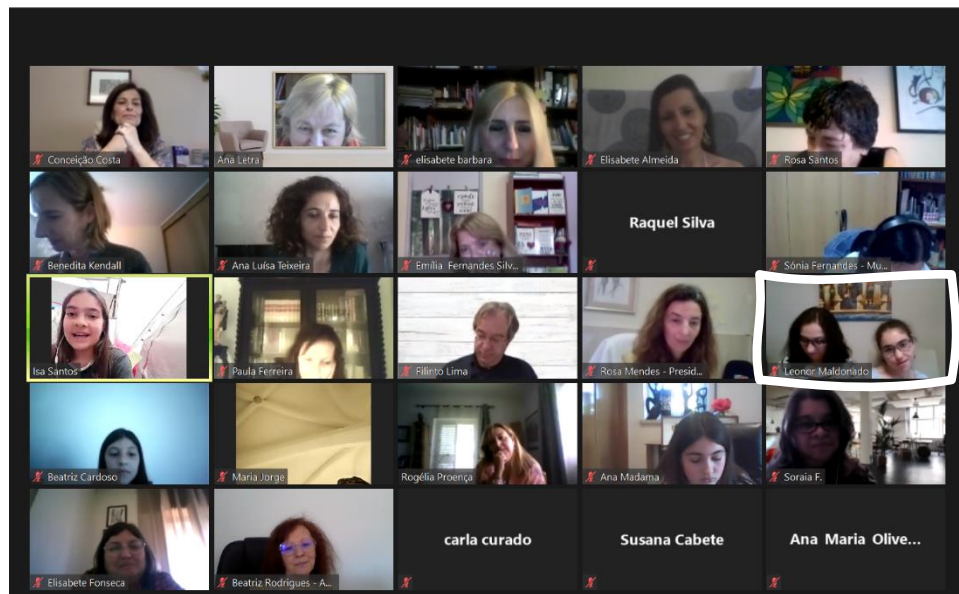 Conceição Costa
Ana Letra
elisabete barbara
Elisabete Almeida
Rosa Santos
Benedita Kendall
Ana Luísa Teixeira
Emília Fernandes Silv...
Raquel Silva
Sónia Fernandes - Mu...
Isa Santos
Paula Ferreira
Filinto Lima
Rosa Mendes - Presid...
Leonor Maldonado
Beatriz Cardoso
Maria Jorge
Rogélia Proença
Ana Madama
Soraia F.
Elisabete Fonseca
Beatriz Rodrigues - A...
carla curado
Susana Cabete
Ana Maria Olive...